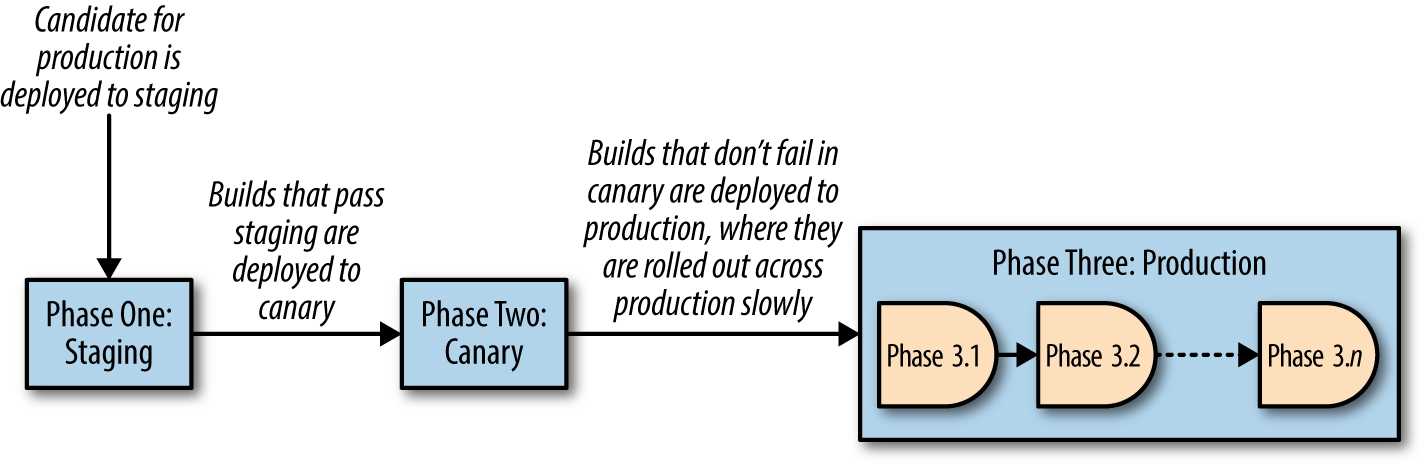 Candidate for
production is
deployed to staging
Builds that pass
staging are
deployed to
canary
Builds that don’t fail in
canary are deployed to
production, where they
are rolled out across
production slowly
Phase One:
Staging
Phase Two:
Canary
Phase Three: Production
Phase 3.1
Phase 3.2
Phase 3.n